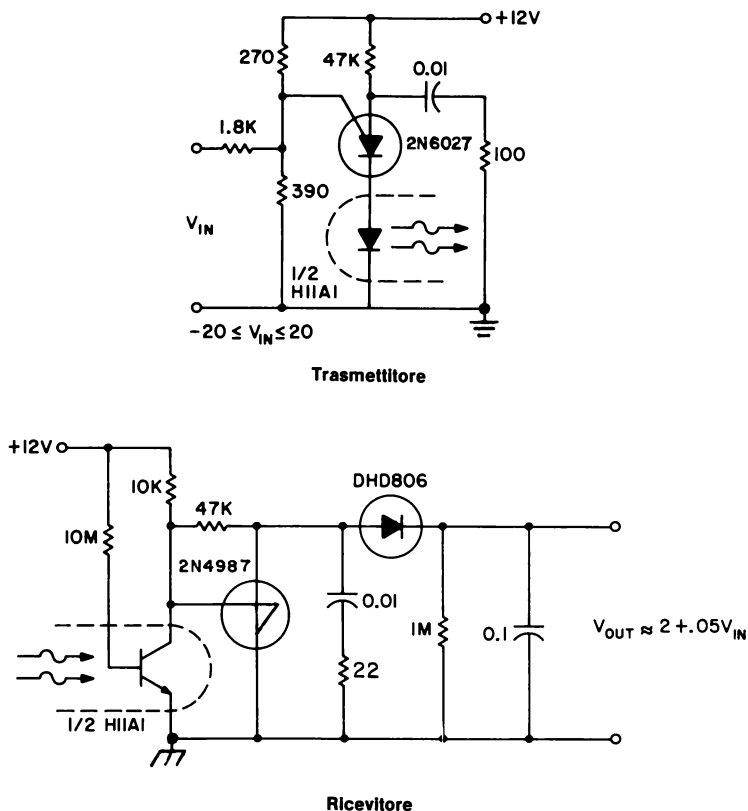 +12V
270
47K
0.01
1.8K
2N6027
100
390
V_IN
1/2
H11A1
-20 ≤ V_IN ≤ 20
Trasmettitore
+12V
DHD806
10K
47K
10M
2N4987
0.01
1M
0.1
V_OUT ≈ 2 +.05V_IN
22
1/2 H11A1
Ricevitore